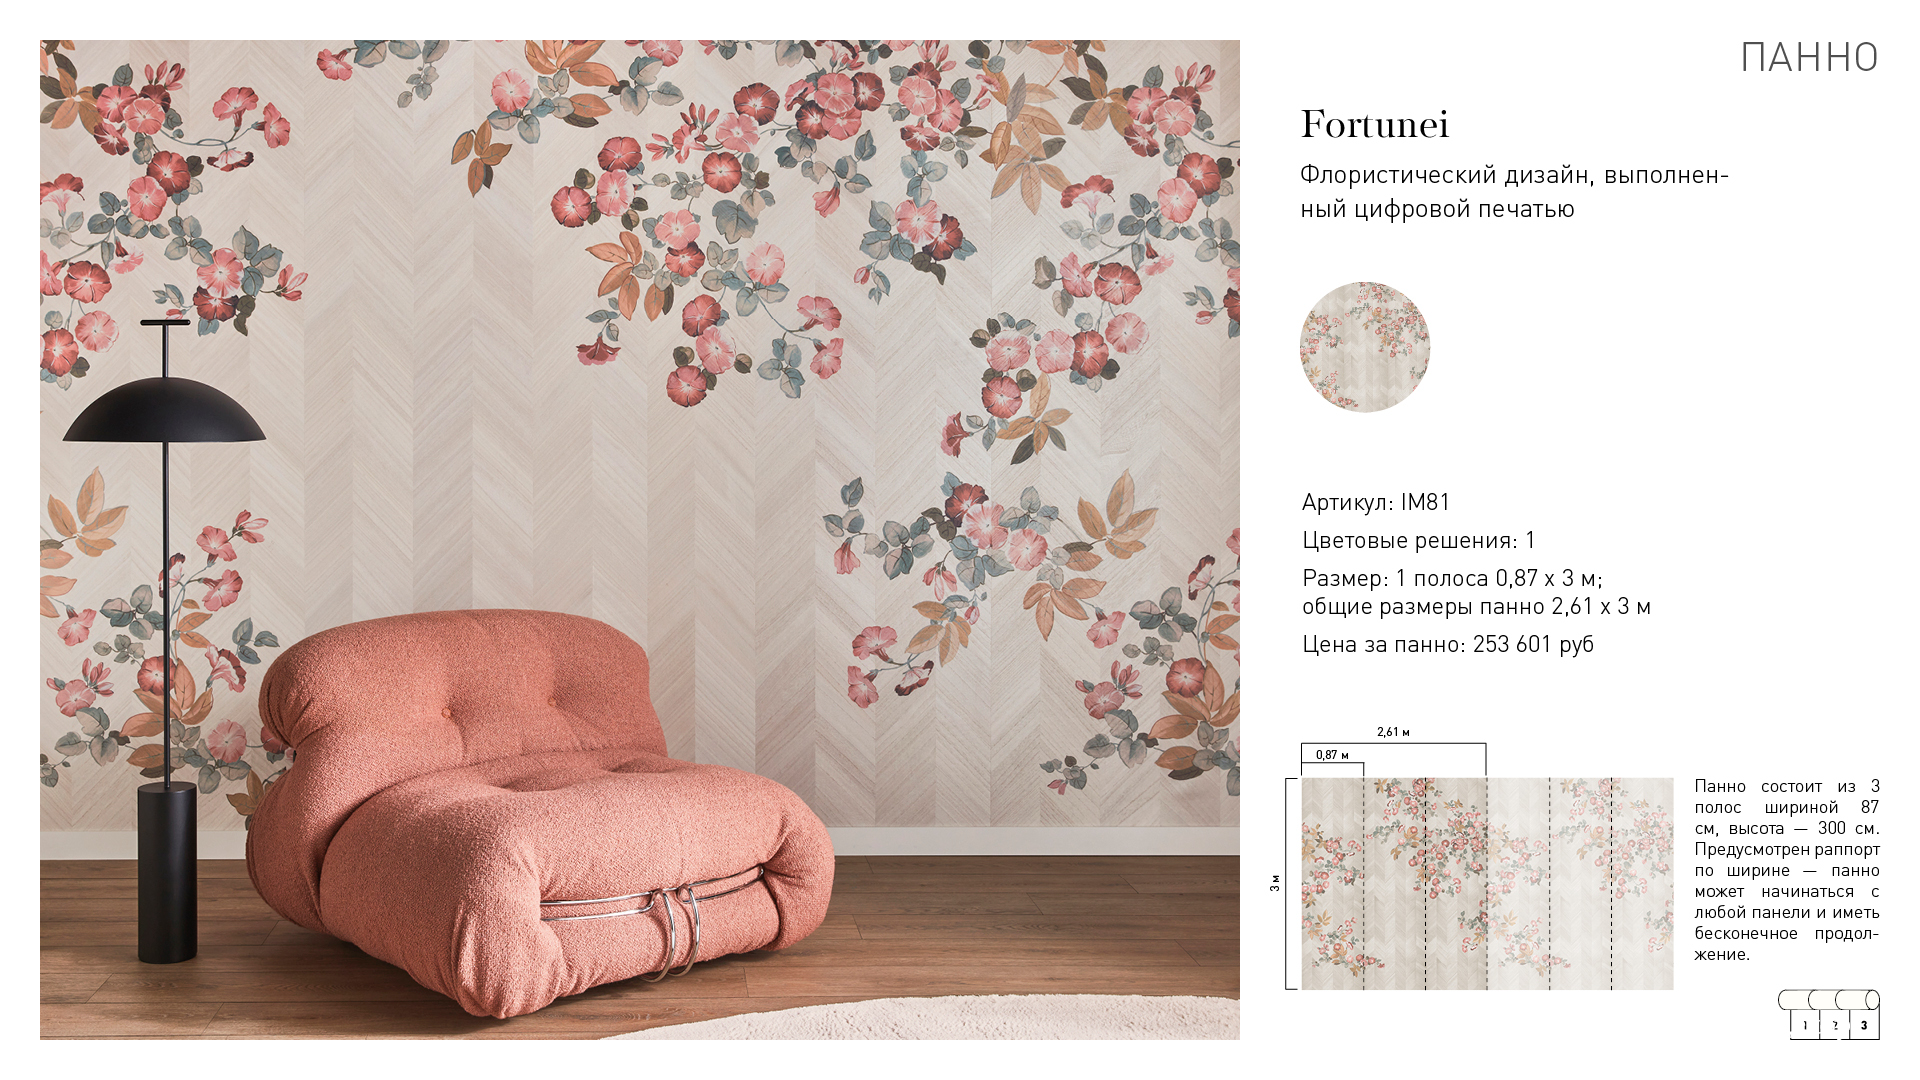 ПАННО
Fortunei
Флористический дизайн, выполнен-
ный цифровой печатью
Артикул: IM81
Цветовые решения: 1
Размер: 1 полоса 0,87 х 3 м;
общие размеры панно 2,61 х 3 м
Цена за панно: 253 601 руб
2,61 м
0,87 м
3 м
Панно состоит из 3
полос шириной 87
см, высота — 300 см.
Предусмотрен раппорт
по ширине — панно
может начинаться с
любой панели и иметь
бесконечное продол-
жение.
1 2 3